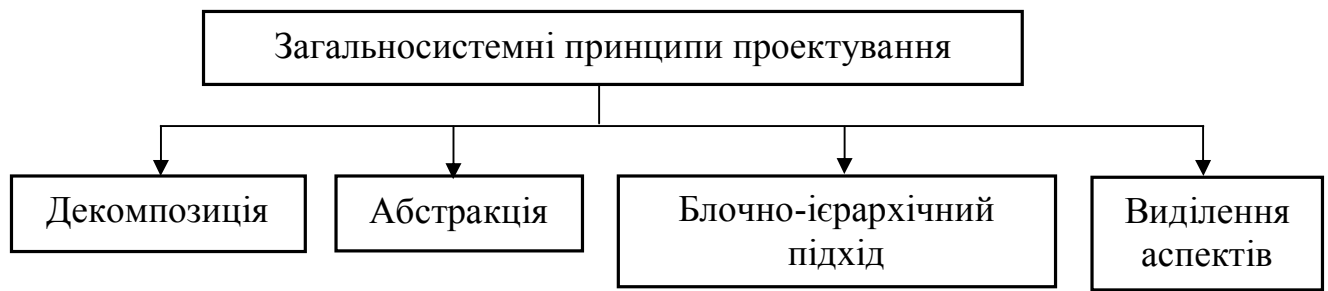 Загальносистемні принципи проектування
Декомпозиція
Абстракція
Блочно-ієрархічний
підхід
Виділення
аспектів